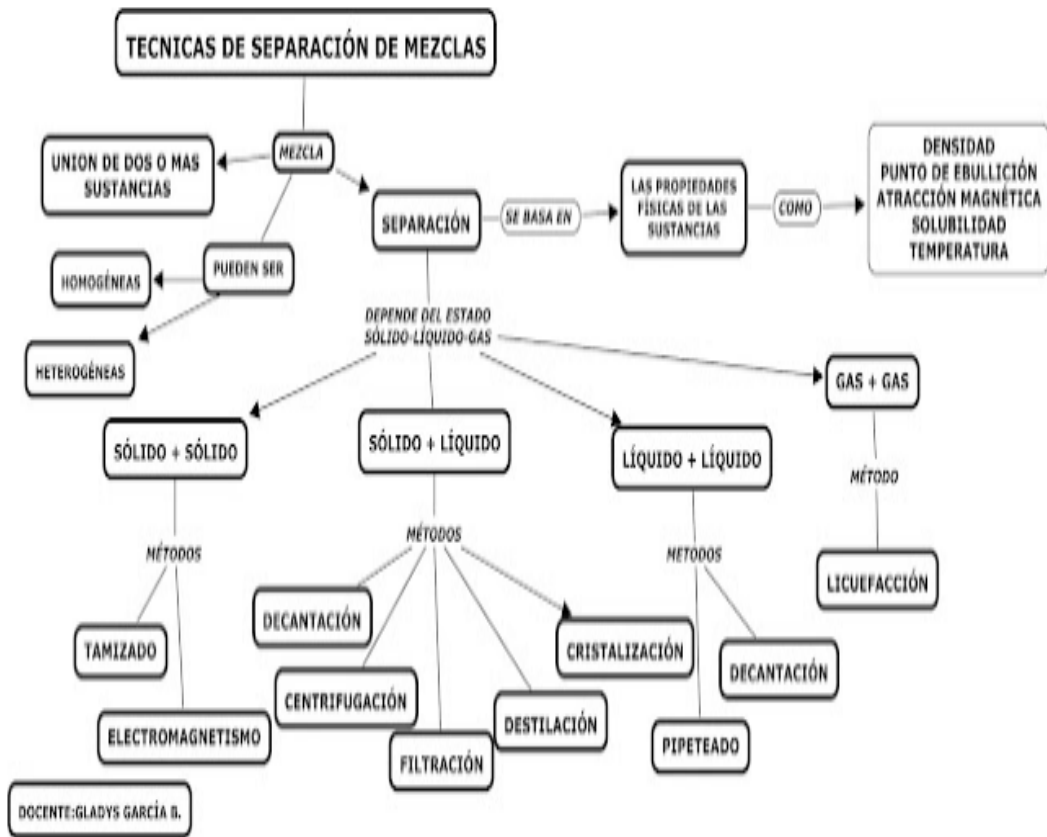 TECNICAS DE SEPARACIÓN DE MEZCLAS
MEZCLA
UNION DE DOS O MAS
SUSTANCIAS
SEPARACIÓN
SE BASA EN
LAS PROPIEDADES
FÍSICAS DE LAS
SUSTANCIAS
COMO
DENSIDAD
PUNTO DE EBULLICIÓN
ATRACCIÓN MAGNÉTICA
SOLUBILIDAD
TEMPERATURA
PUEDEN SER
HOMOGÉNEAS
HETEROGÉNEAS
DEPENDE DEL ESTADO
SÓLIDO-LÍQUIDO-GAS
SÓLIDO + SÓLIDO
MÉTODOS
TAMIZADO
ELECTROMAGNETISMO
SÓLIDO + LÍQUIDO
MÉTODOS
DECANTACIÓN
CENTRIFUGACIÓN
FILTRACIÓN
DESTILACIÓN
CRISTALIZACIÓN
LÍQUIDO + LÍQUIDO
METODOS
PIPETEADO
DECANTACIÓN
GAS + GAS
MÉTODO
LICUEFACCIÓN
DOCENTE:GLADYS GARCÍA B.